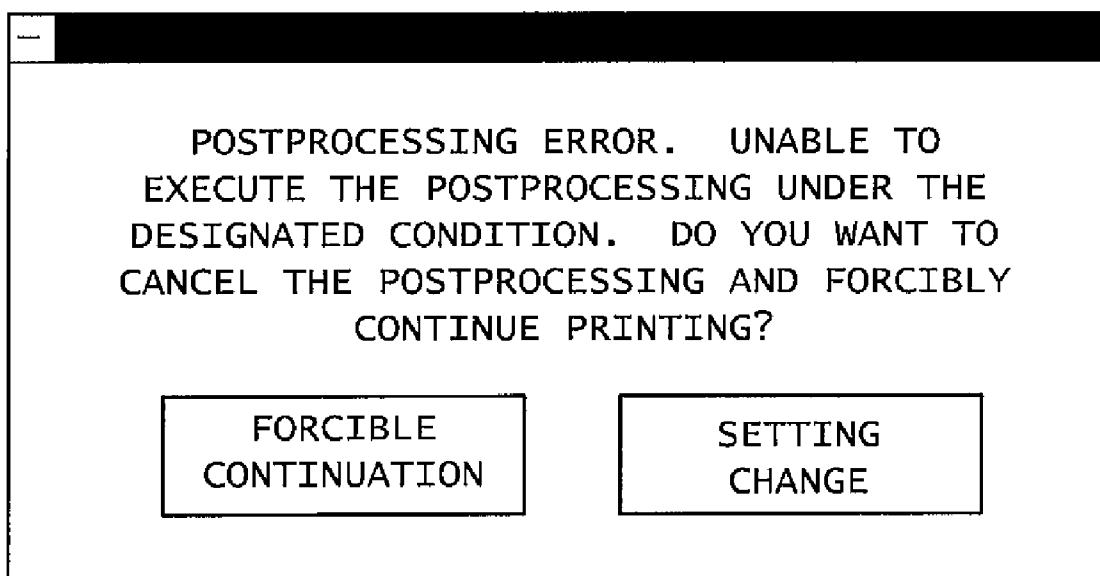 POSTPROCESSING ERROR. UNABLE TO
EXECUTE THE POSTPROCESSING UNDER THE
DESIGNATED CONDITION. DO YOU WANT TO
CANCEL THE POSTPROCESSING AND FORCIBLY
CONTINUE PRINTING?
FORCIBLE
CONTINUATION
SETTING
CHANGE